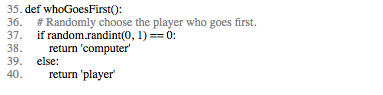 35. def whoGoesFirst():
36.     # Randomly choose the player who goes first.
37.     if random.randint(0, 1) == 0:
38.         return 'computer'
39.     else:
40.         return 'player'